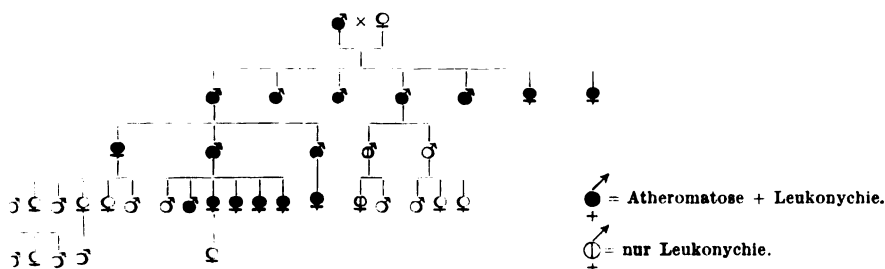 = Atheromatose + Leukonychie.
= nur Leukonychie.